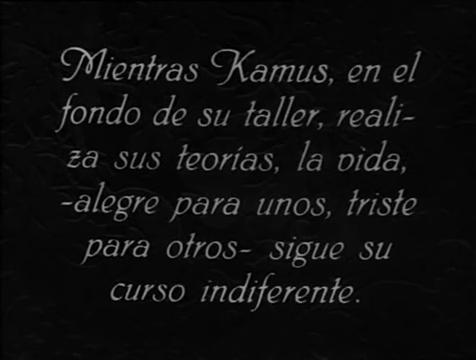 Mientras Kamus, en el
fondo de su taller, reali-
za sus teorías, la vida,
-alegre para unos, triste
para otros- sigue su
curso indiferente.